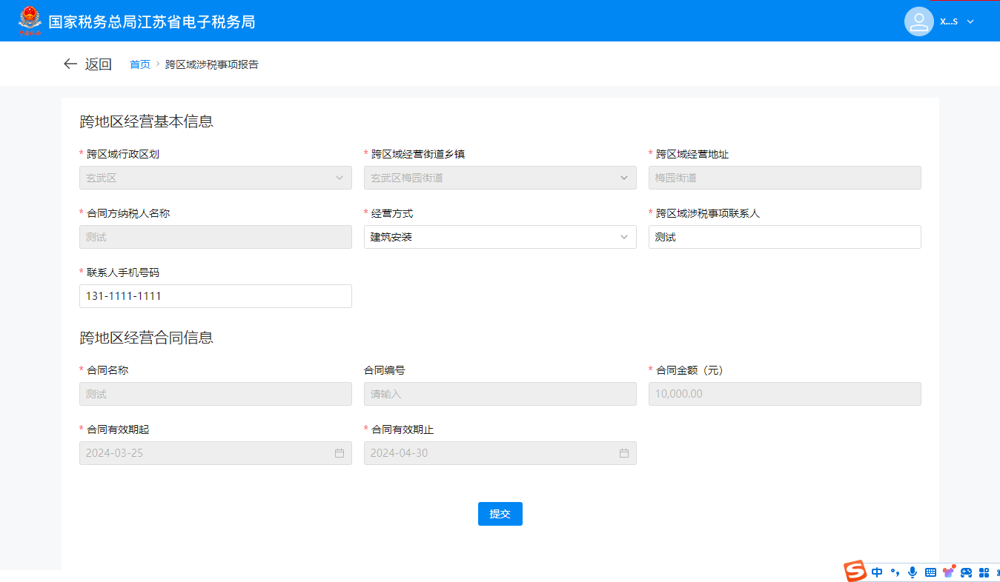 国家税务总局江苏省电子税务局
x...s
返回 首页 > 跨区域涉税事项报告
跨地区经营基本信息
* 跨区域行政区划 * 跨区域经营街道乡镇 * 跨区域经营地址
玄武区 玄武区梅园街道 梅园街道
* 合同方纳税人名称 * 经营方式 * 跨区域涉税事项联系人
测试 建筑安装 测试
* 联系人手机号码
131-1111-1111
跨地区经营合同信息
* 合同名称 合同编号 * 合同金额（元）
测试 请输入 10,000.00
* 合同有效期起 * 合同有效期止
2024-03-25 2024-04-30
提交
S 中